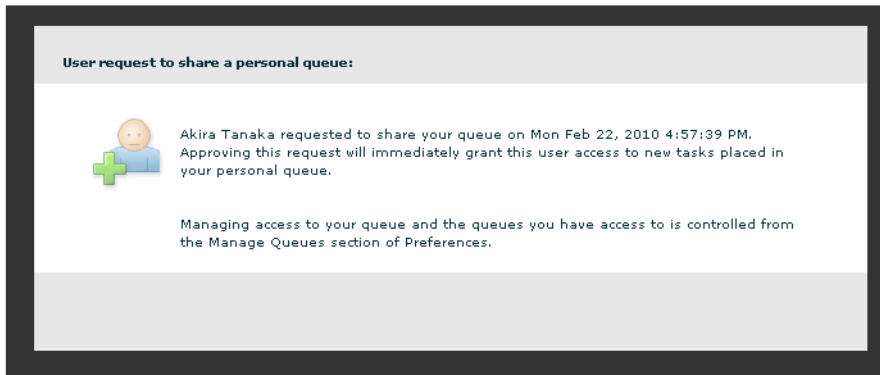 User request to share a personal queue:
Akira Tanaka requested to share your queue on Mon Feb 22, 2010 4:57:39 PM.
Approving this request will immediately grant this user access to new tasks placed in
your personal queue.
Managing access to your queue and the queues you have access to is controlled from
the Manage Queues section of Preferences.